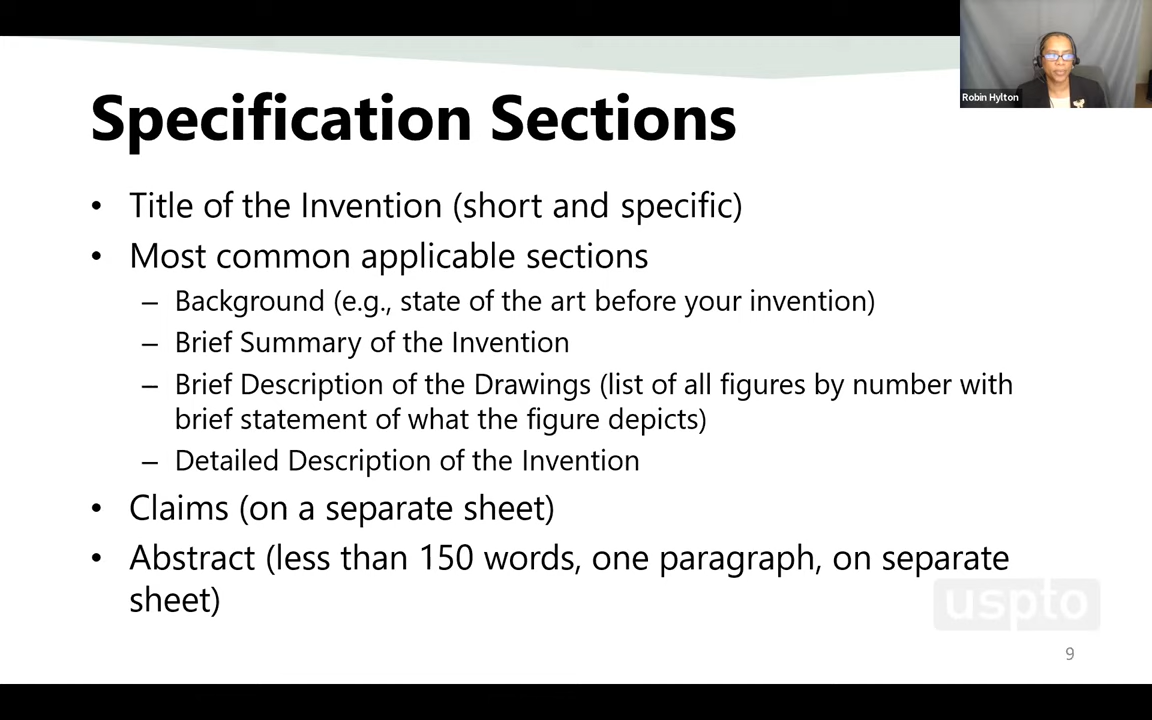 Robin Hylton
Specification Sections
• Title of the Invention (short and specific)
• Most common applicable sections
– Background (e.g., state of the art before your invention)
– Brief Summary of the Invention
– Brief Description of the Drawings (list of all figures by number with
brief statement of what the figure depicts)
– Detailed Description of the Invention
• Claims (on a separate sheet)
• Abstract (less than 150 words, one paragraph, on separate
sheet)
uspto
9